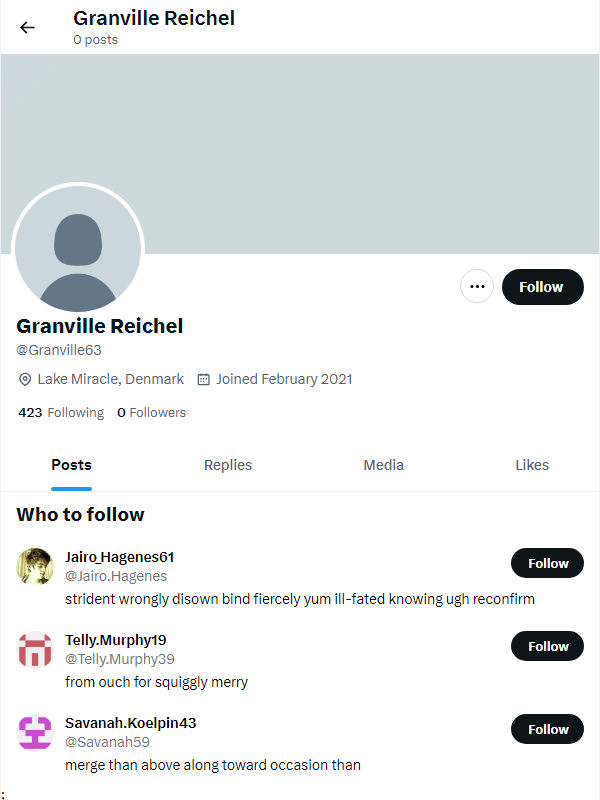 Granville Reichel
0 posts
Follow
Granville Reichel
@Granville63
Lake Miracle, Denmark Joined February 2021
423 Following 0 Followers
Posts Replies Media Likes
Who to follow
Jairo_Hagenes61
@Jairo.Hagenes
Follow
strident wrongly disown bind fiercely yum ill-fated knowing ugh reconfirm
Telly.Murphy19
@Telly.Murphy39
Follow
from ouch for squiggly merry
Savanah.Koelpin43
@Savanah59
Follow
merge than above along toward occasion than
;